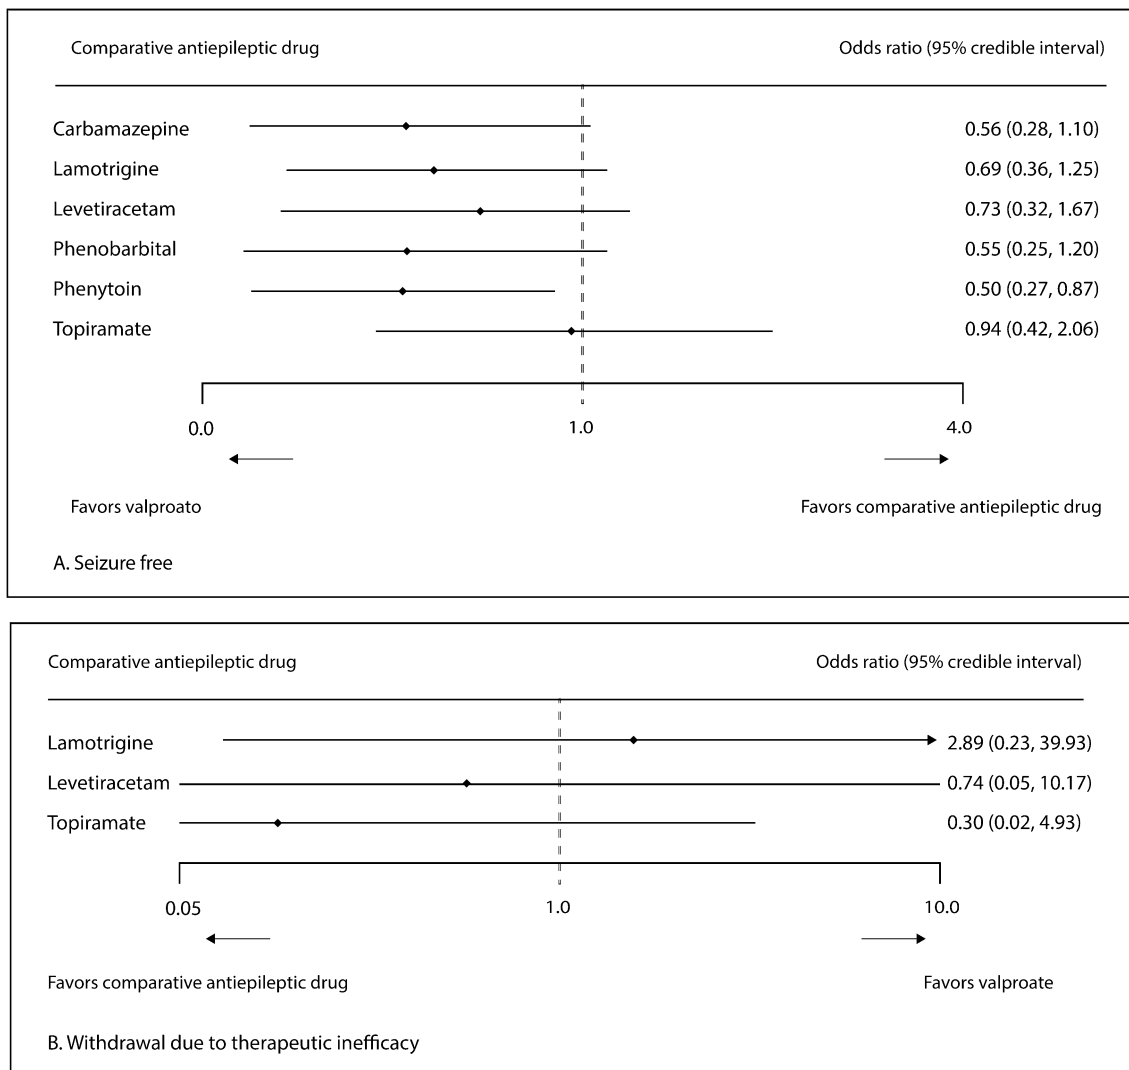 Comparative antiepileptic drug Odds ratio (95% credible interval)
Carbamazepine 0.56 (0.28, 1.10)
Lamotrigine 0.69 (0.36, 1.25)
Levetiracetam 0.73 (0.32, 1.67)
Phenobarbital 0.55 (0.25, 1.20)
Phenytoin 0.50 (0.27, 0.87)
Topiramate 0.94 (0.42, 2.06)
0.0 1.0 4.0
Favors valproato Favors comparative antiepileptic drug
A. Seizure free
Comparative antiepileptic drug Odds ratio (95% credible interval)
Lamotrigine 2.89 (0.23, 39.93)
Levetiracetam 0.74 (0.05, 10.17)
Topiramate 0.30 (0.02, 4.93)
0.05 1.0 10.0
Favors comparative antiepileptic drug Favors valproate
B. Withdrawal due to therapeutic inefficacy